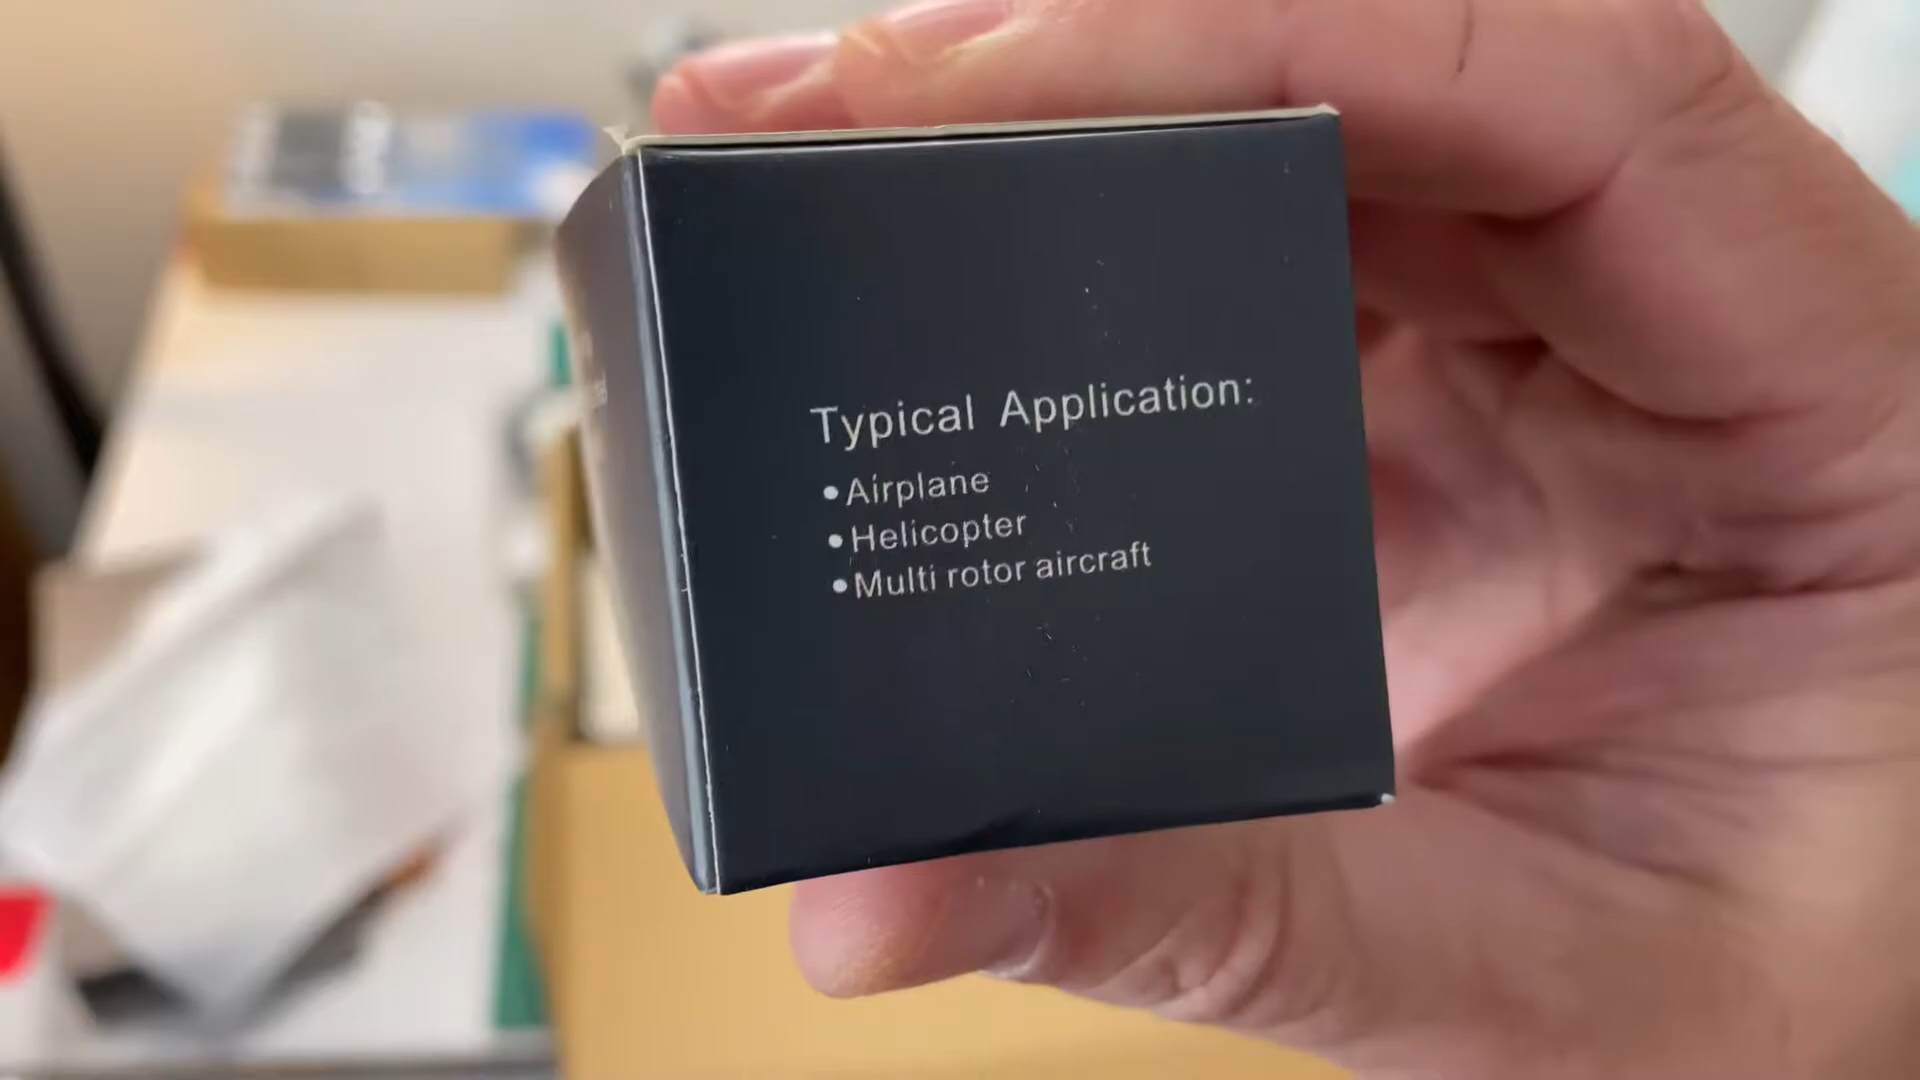 Typical Application:
•Airplane
•Helicopter
•Multi rotor aircraft